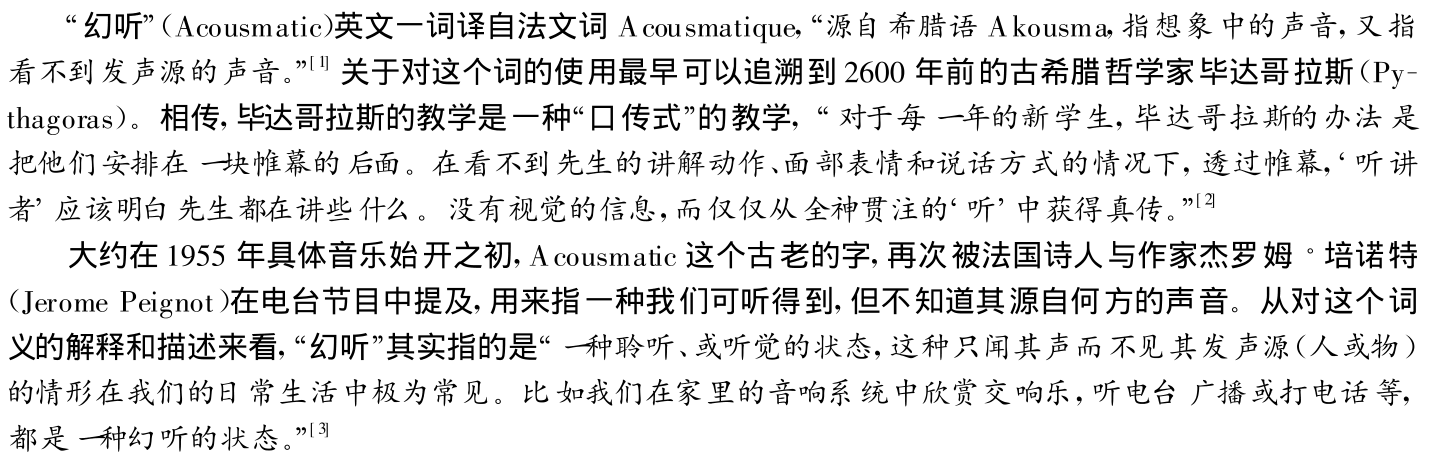 “幻听”(Acousmatic)英文一词译自法文词 Acousmatique,“源自希腊语 Akousma,指想象中的声音,又指
看不到发声源的声音。”[1] 关于对这个词的使用最早可以追溯到 2600 年前的古希腊哲学家毕达哥拉斯(Py-
thagoras)。相传,毕达哥拉斯的教学是一种“口传式”的教学,“对于每一年的新学生,毕达哥拉斯的办法是
把他们安排在一块帷幕的后面。在看不到先生的讲解动作、面部表情和说话方式的情况下,透过帷幕,‘听讲
者’应该明白先生都在讲些什么。没有视觉的信息,而仅仅从全神贯注的‘听’中获得真传。”[2]
大约在 1955 年具体音乐始开之初,Acousmatic 这个古老的字,再次被法国诗人与作家杰罗姆。培诺特
(Jerome Peignot)在电台节目中提及,用来指一种我们可听得到,但不知道其源自何方的声音。从对这个词
义的解释和描述来看,“幻听”其实指的是“一种聆听、或听觉的状态,这种只闻其声而不见其发声源(人或物)
的情形在我们的日常生活中极为常见。比如我们在家里的音响系统中欣赏交响乐,听电台广播或打电话等,
都是一种幻听的状态。”[3]